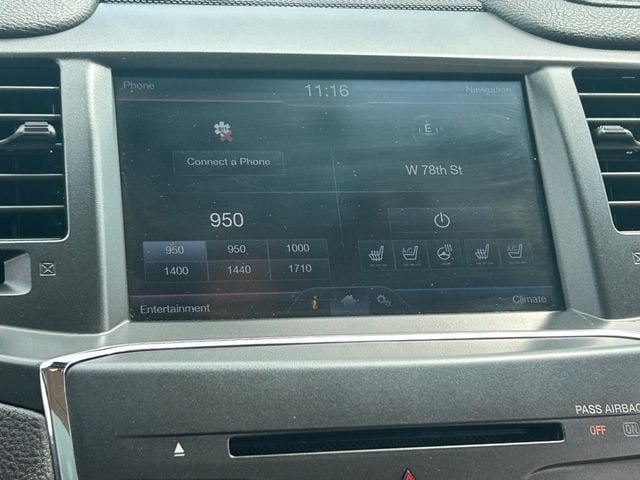 Phone 11:16 Navigation
E
Connect a Phone
W 78th St
950
950 950 1000
A/C A/C
1400 1440 1710
Entertainment i Climate
PASS AIRBAG
OFF ON